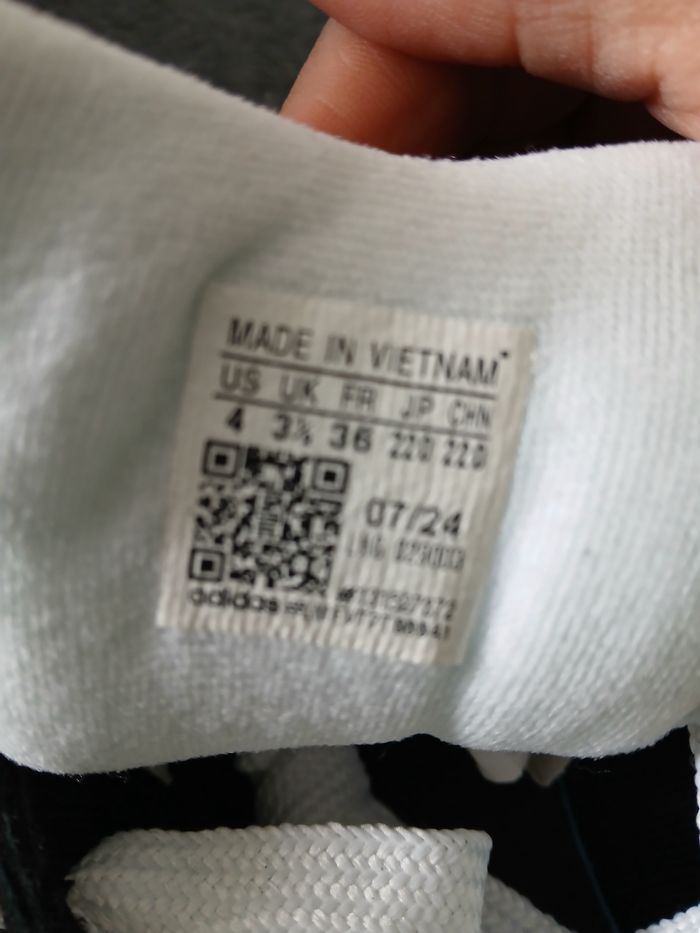 MADE IN VIETNAM
US UK FR JP CHN
4 3½ 36 220 220
07/24
adidas